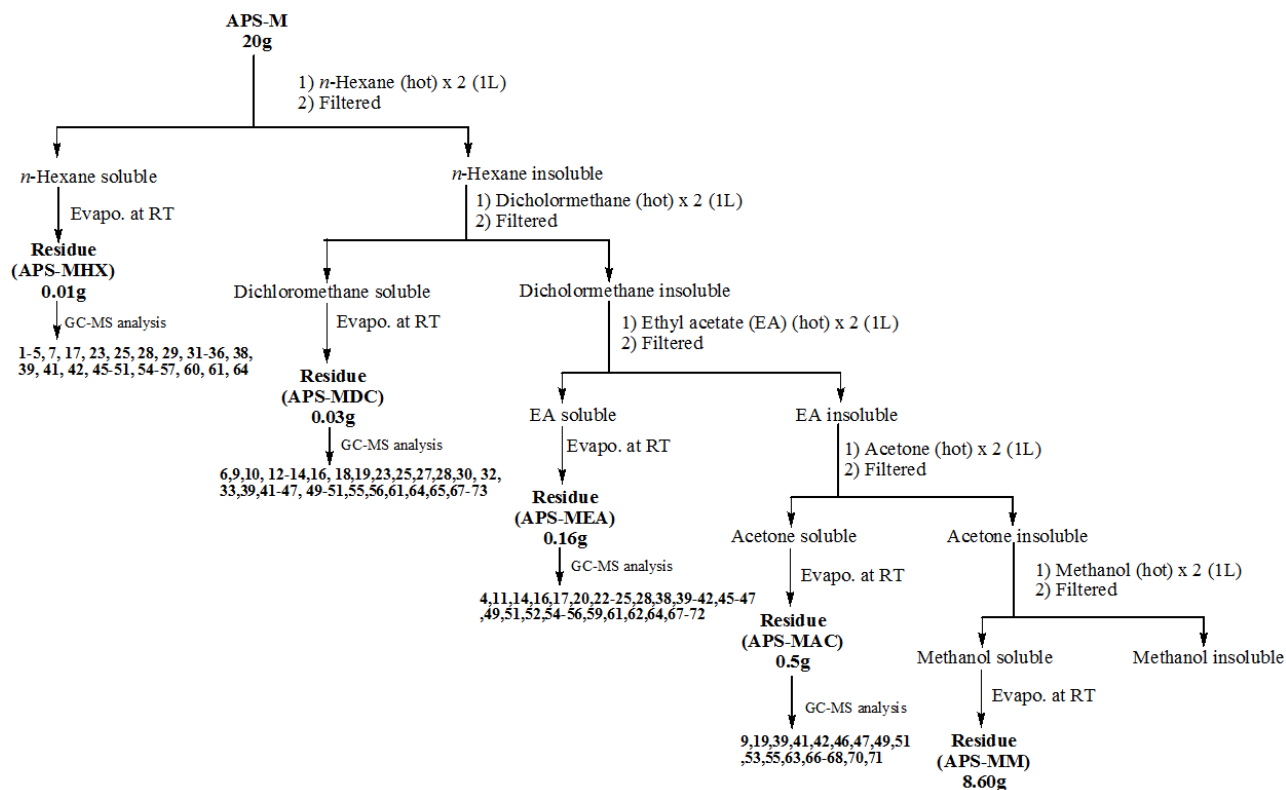 APS-M
20g
1) n-Hexane (hot) x 2 (1L)
2) Filtered
n-Hexane soluble
n-Hexane insoluble
Evapo. at RT
1) Dicholormethane (hot) x 2 (1L)
2) Filtered
Residue
(APS-MHX)
0.01g
Dichloromethane soluble
Dicholormethane insoluble
GC-MS analysis
Evapo. at RT
1) Ethyl acetate (EA) (hot) x 2 (1L)
2) Filtered
1-5, 7, 17, 23, 25, 28, 29, 31-36, 38,
39, 41, 42, 45-51, 54-57, 60, 61, 64
Residue
(APS-MDC)
0.03g
EA soluble
EA insoluble
GC-MS analysis
Evapo. at RT
1) Acetone (hot) x 2 (1L)
2) Filtered
6,9,10, 12-14,16, 18,19,23,25,27,28,30, 32,
33,39,41-47, 49-51,55,56,61,64,65,67-73
Residue
(APS-MEA)
0.16g
Acetone soluble
Acetone insoluble
GC-MS analysis
Evapo. at RT
1) Methanol (hot) x 2 (1L)
2) Filtered
4,11,14,16,17,20,22-25,28,38,39-42,45-47
,49,51,52,54-56,59,61,62,64,67-72
Residue
(APS-MAC)
0.5g
Methanol soluble
Methanol insoluble
GC-MS analysis
Evapo. at RT
9,19,39,41,42,46,47,49,51
,53,55,63,66-68,70,71
Residue
(APS-MM)
8.60g